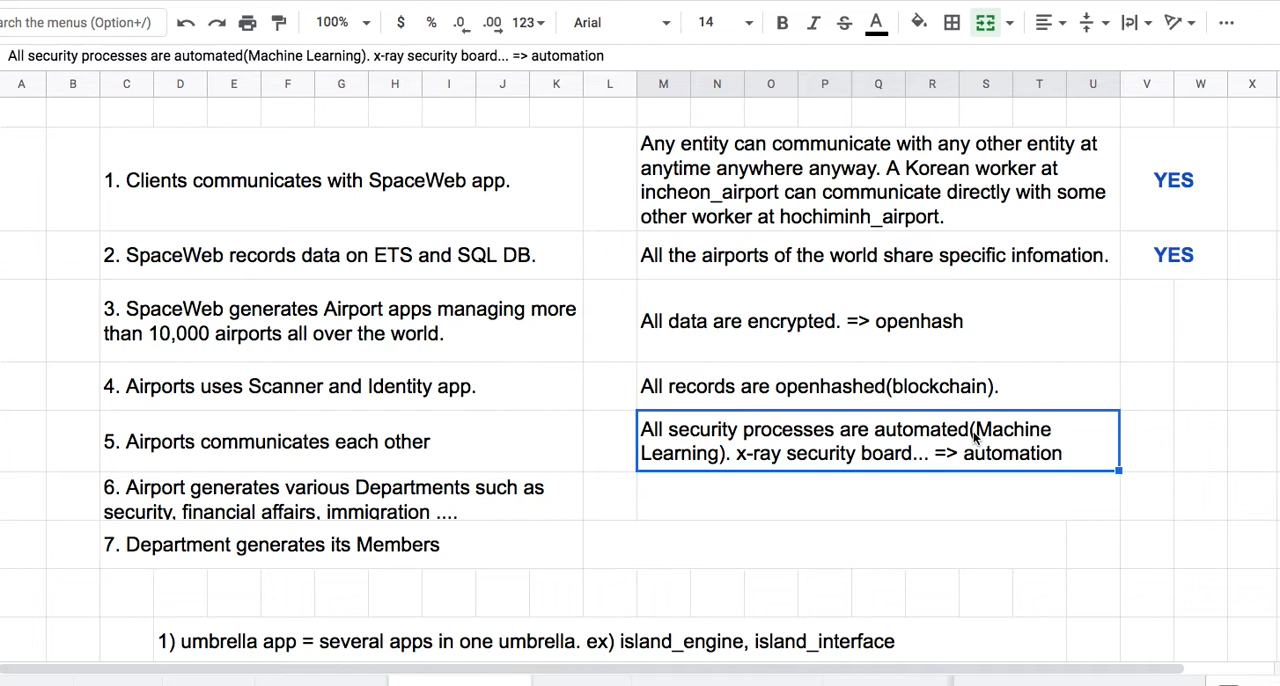 arch the menus (Option+/)
100%
$ % .0 .00 123
Arial
14
B I S A
All security processes are automated(Machine Learning). x-ray security board... => automation
A B C D E F G H I J K L M N O P Q R S T U V W X
1. Clients communicates with SpaceWeb app.
Any entity can communicate with any other entity at
anytime anywhere anyway. A Korean worker at
incheon_airport can communicate directly with some
other worker at hochiminh_airport.
YES
2. SpaceWeb records data on ETS and SQL DB.
All the airports of the world share specific infomation.
YES
3. SpaceWeb generates Airport apps managing more
than 10,000 airports all over the world.
All data are encrypted. => openhash
4. Airports uses Scanner and Identity app.
All records are openhashed(blockchain).
5. Airports communicates each other
All security processes are automated(Machine
Learning). x-ray security board... => automation
6. Airport generates various Departments such as
security, financial affairs, immigration ....
7. Department generates its Members
1) umbrella app = several apps in one umbrella. ex) island_engine, island_interface